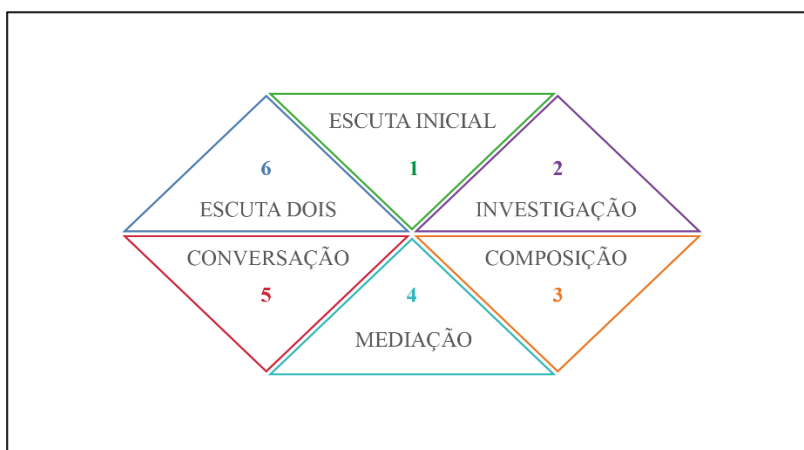 ESCUTA INICIAL
1
2
INVESTIGAÇÃO
COMPOSIÇÃO
3
4
MEDIAÇÃO
CONVERSAÇÃO
5
6
ESCUTA DOIS